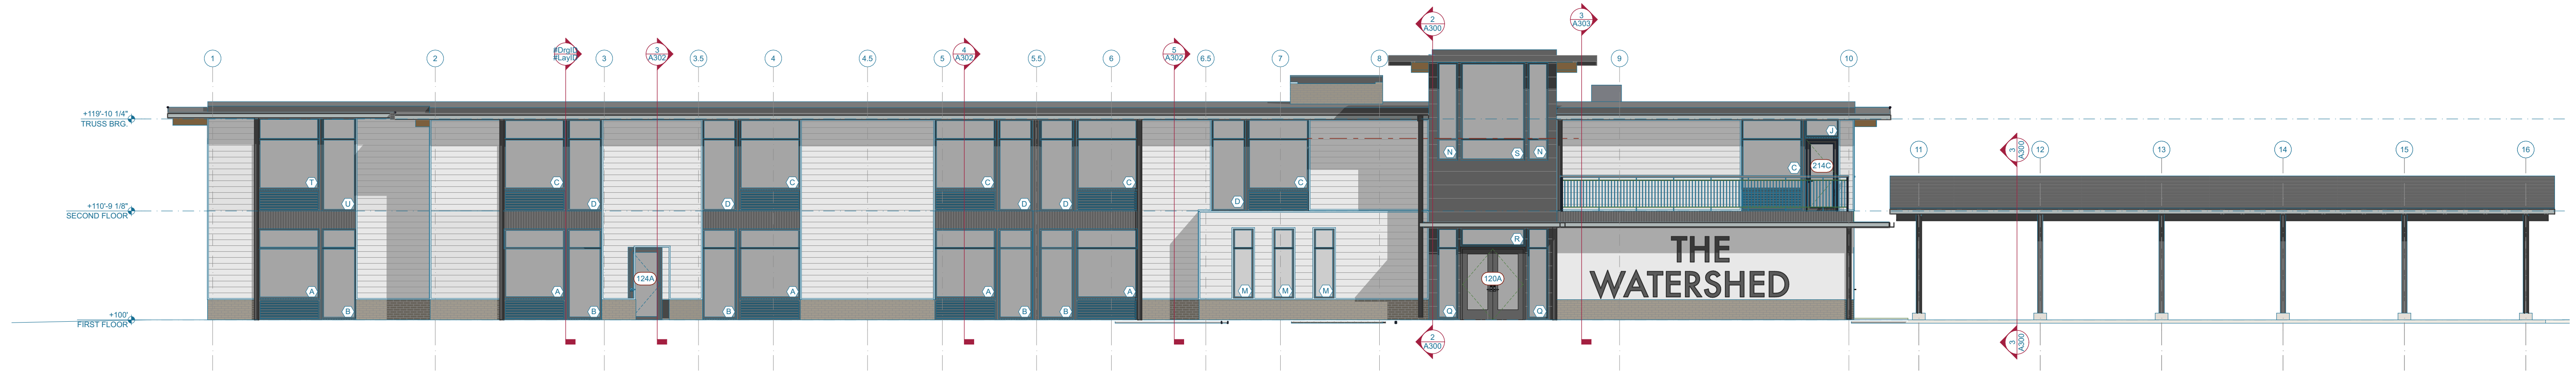 2
A300
3
A303
#DrgID
#LayID
3
A302
4
A302
5
A302
1
2
3
3.5
4
4.5
5
5.5
6
6.5
7
8
9
10
+119'-10 1/4"
TRUSS BRG.
J
11
12
13
14
15
16
3
A300
N
S
N
214C
T
C
C
C
C
C
C
U
D
D
D
D
D
+110'-9 1/8"
SECOND FLOOR
R
THE
WATERSHED
124A
120A
A
A
A
A
A
M
M
M
B
B
B
B
B
Q
Q
+100'
FIRST FLOOR
2
A300
3
A300